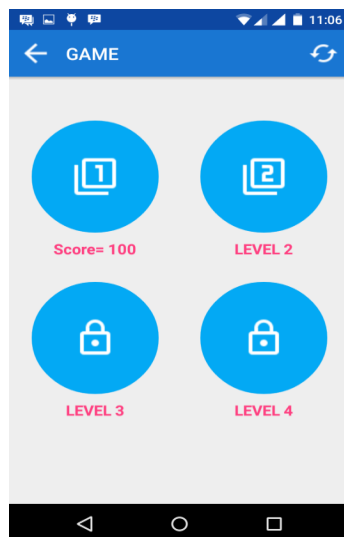 11:06
GAME
1 2
Score= 100 LEVEL 2
LEVEL 3 LEVEL 4